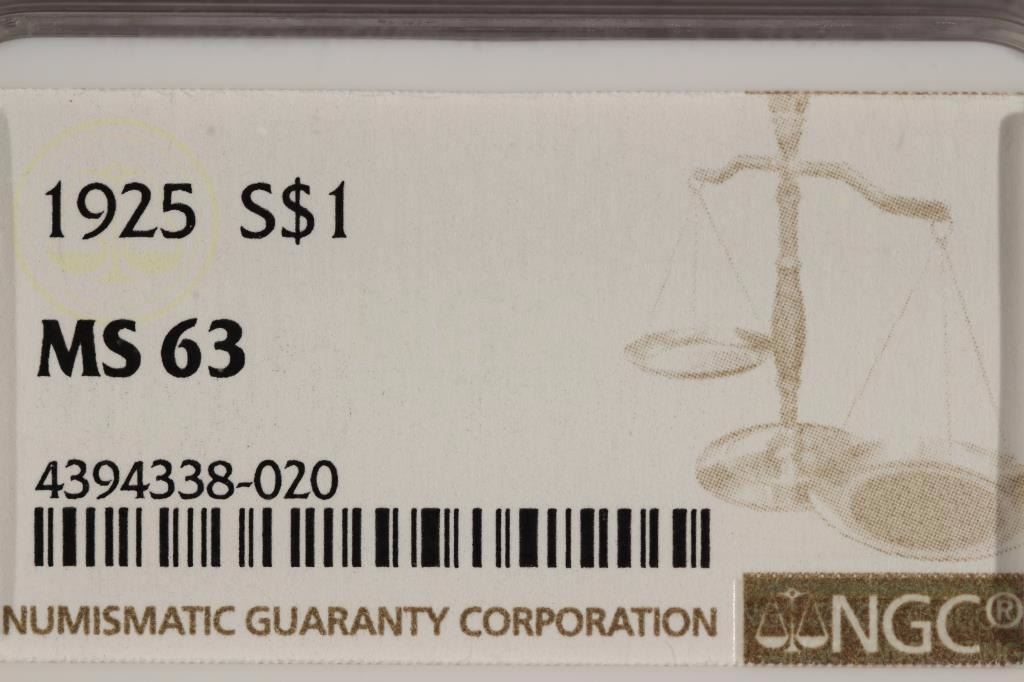 1925 S$1
MS 63
4394338-020
NUMISMATIC GUARANTY CORPORATION
NGC®